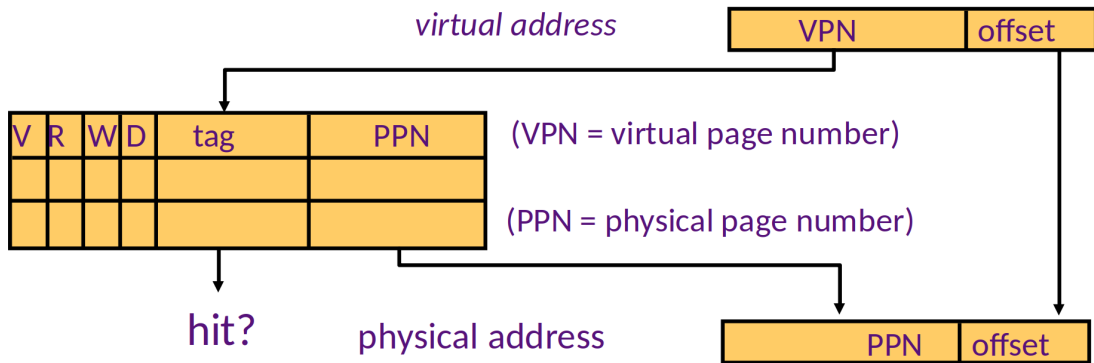 virtual address
VPN offset
V R W D tag PPN
(VPN = virtual page number)
(PPN = physical page number)
hit?
physical address
PPN offset